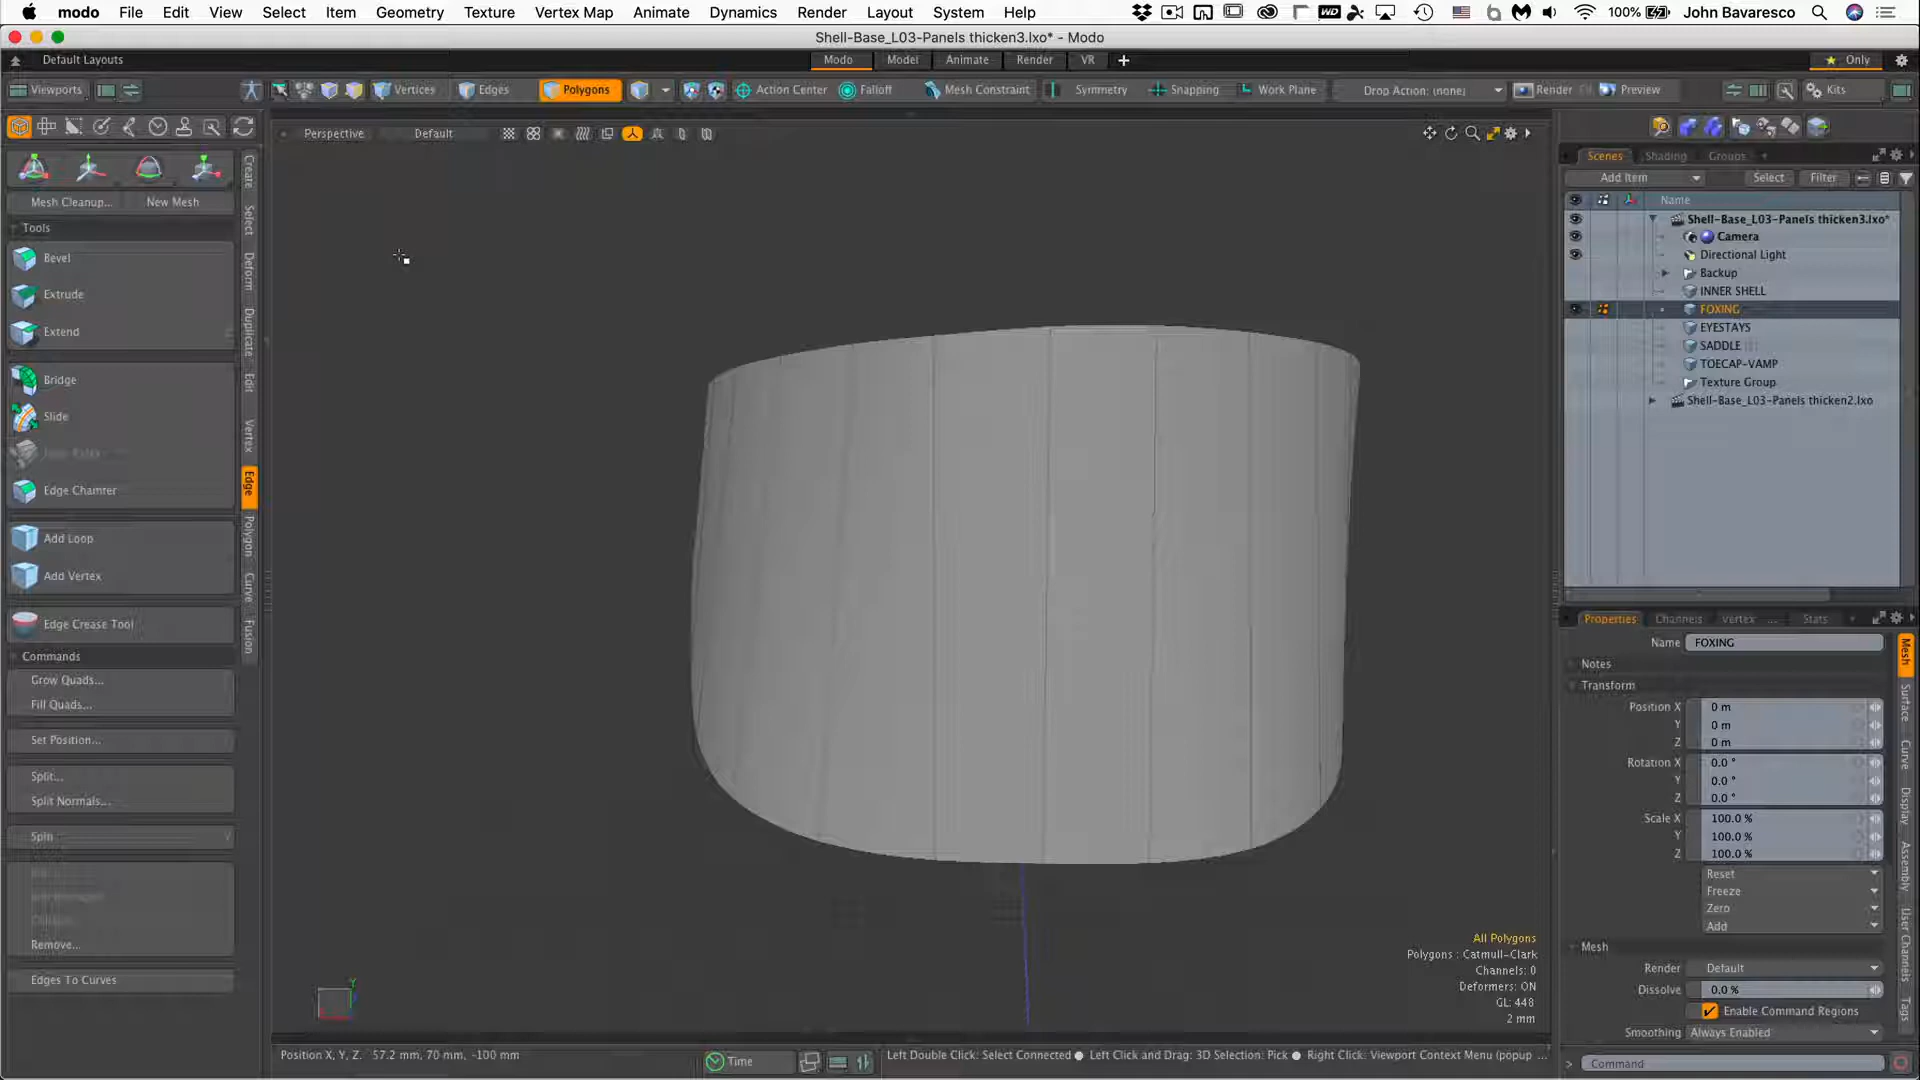 modo File Edit View Select Item Geometry Texture Vertex Map Animate Dynamics Render Layout System Help 100% John Bavaresco
Shell-Base_L03-Panels thicken3.lxo* - Modo
Default Layouts Modo Model Animate Render VR + Only
Viewports Vertices Edges Polygons Action Center Falloff Mesh Constraint Symmetry Snapping Work Plane Drop Action: (none) Render Preview Kits
Perspective Default
Scenes Shading Groups +
Add Item Select Filter
Name
Shell-Base_L03-Panels thicken3.lxo*
Camera
Directional Light
Backup
INNER SHELL
FOXING
EYESTAYS
SADDLE
TOECAP-VAMP
Texture Group
Shell-Base_L03-Panels thicken2.lxo
Mesh Cleanup... New Mesh
Tools
Bevel
Extrude
Extend
Bridge
Slide
Edge Chamfer
Add Loop
Add Vertex
Edge Crease Tool
Commands
Grow Quads...
Fill Quads...
Set Position...
Split...
Split Normals...
Spin
Remove...
Edges To Curves
Create
Select
Deform
Duplicate
Edit
Vertex
Edge
Polygon
Curve
Fusion
Properties Channels Vertex ... Stats +
Name FOXING
Notes
Transform
Position X 0 m
Y 0 m
Z 0 m
Rotation X 0.0 °
Y 0.0 °
Z 0.0 °
Scale X 100.0 %
Y 100.0 %
Z 100.0 %
Reset
Freeze
Zero
Add
Mesh
Render Default
Dissolve 0.0 %
Enable Command Regions
Smoothing Always Enabled
Mesh
Surface
Curve
Display
Assembly
User Channels
Tags
All Polygons
Polygons : Catmull-Clark
Channels: 0
Deformers: ON
GL: 448
2 mm
Y
Position X, Y, Z: 57.2 mm, 70 mm, -100 mm Time Left Double Click: Select Connected ● Left Click and Drag: 3D Selection: Pick ● Right Click: Viewport Context Menu (popup ... > Command